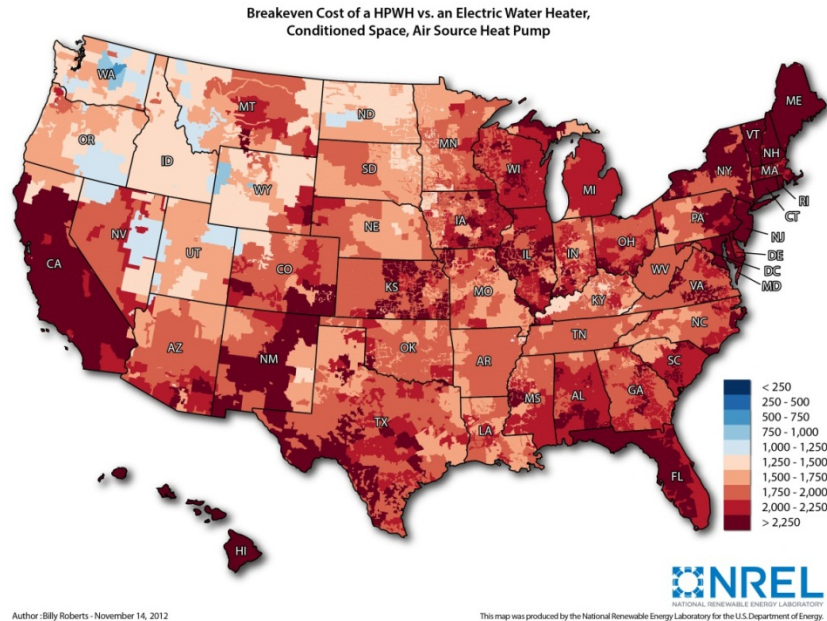 Breakeven Cost of a HPWH vs. an Electric Water Heater,
Conditioned Space, Air Source Heat Pump
WA
MT
ND
MN
ME
VT
NH
OR
ID
WY
SD
WI
MI
NY
MA
RI
CT
NV
UT
NE
IA
PA
NJ
DE
DC
MD
CA
CO
KS
MO
IL
IN
OH
WV
VA
KY
AZ
NM
OK
AR
TN
NC
SC
TX
LA
MS
AL
GA
FL
HI
< 250
250 - 500
500 - 750
750 - 1,000
1,000 - 1,250
1,250 - 1,500
1,500 - 1,750
1,750 - 2,000
2,000 - 2,250
> 2,250
NREL
NATIONAL RENEWABLE ENERGY LABORATORY
Author : Billy Roberts - November 14, 2012
This map was produced by the National Renewable Energy Laboratory for the U.S. Department of Energy.